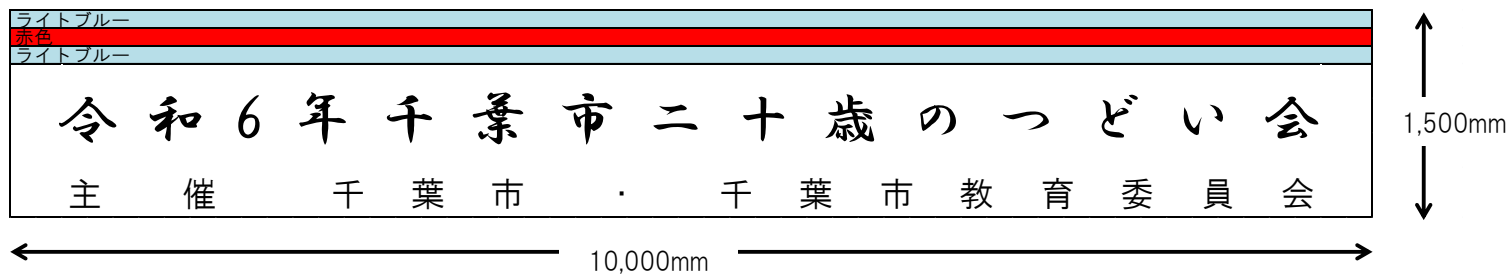 ライトブルー
赤色
ライトブルー
令和6年千葉市二十歳のつどい会
主催 千葉市・千葉市教育委員会
1,500mm
10,000mm